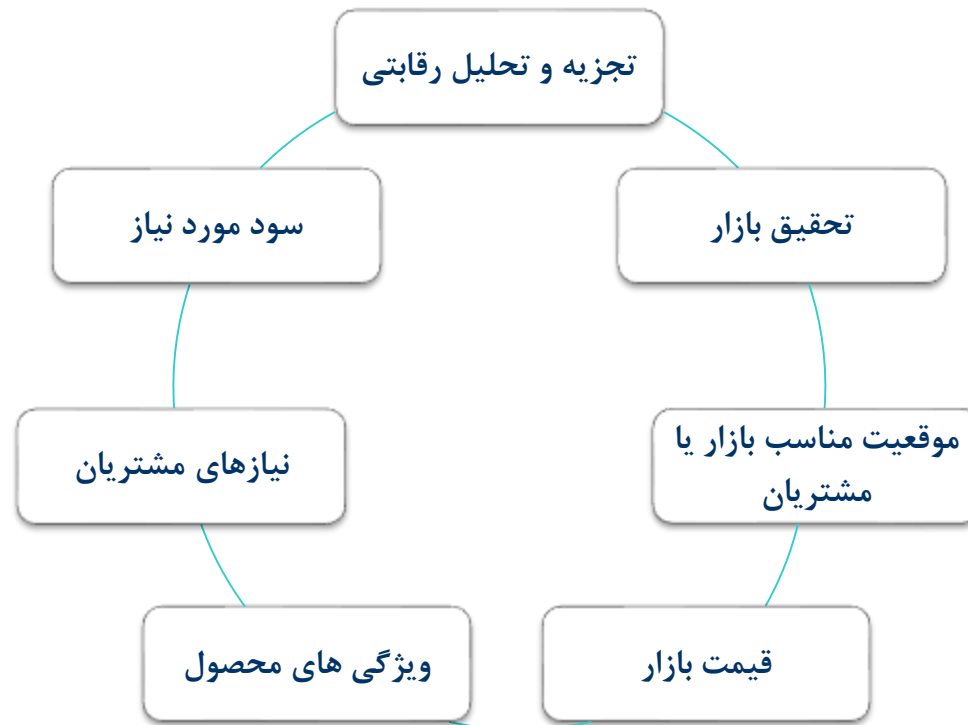 تجزیه و تحلیل رقابتی
تحقیق بازار
موقعیت مناسب بازار یا
مشتریان
قیمت بازار
ویژگی های محصول
نیازهای مشتریان
سود مورد نیاز